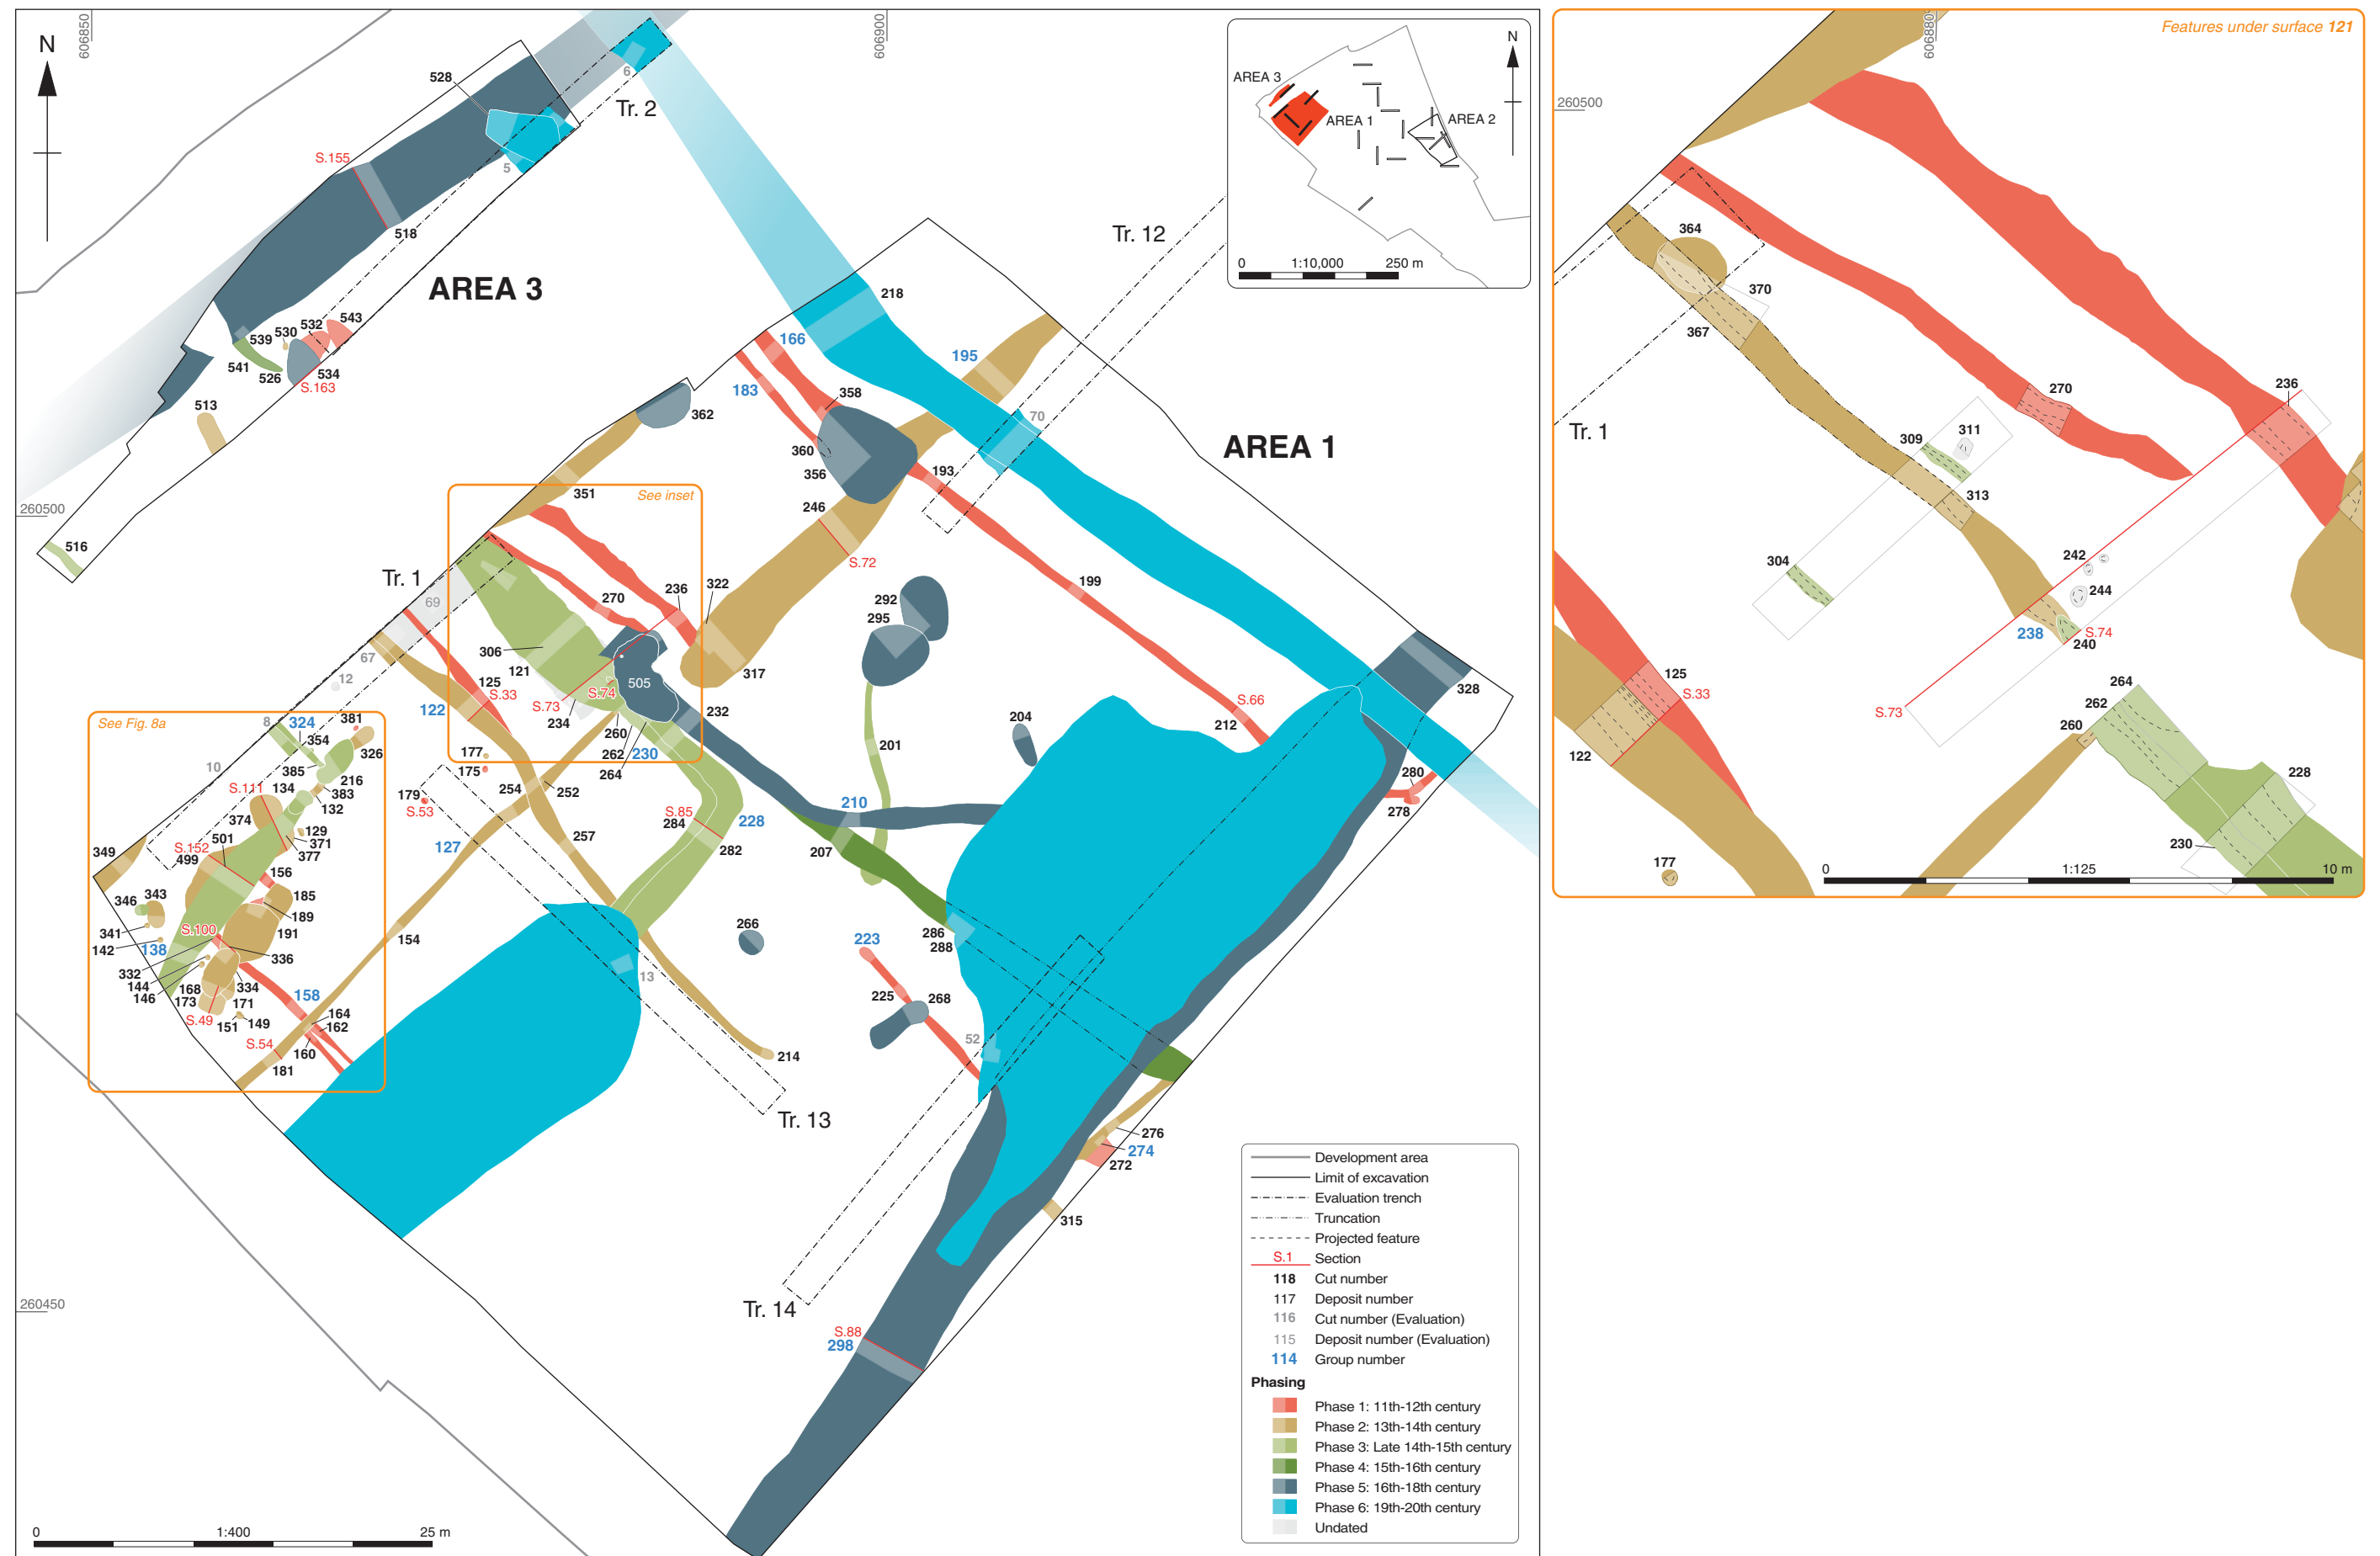 606850
606900
N
528
6
Tr. 2
S.155
5
518
AREA 3
539
530
532
543
541
526
534
S.163
513
516
260500
Tr. 12
218
166
195
183
358
362
70
360
356
193
AREA 1
351
See inset
246
S.72
199
Tr. 1
69
270
236
322
292
295
306
121
317
67
12
125
S.33
S.73
S.74
505
122
234
232
S.66
212
328
204
260
262
230
264
201
See Fig. 8a
8
324
381
354
326
177
175
10
385
216
383
S.111
134
132
179
S.53
254
252
280
278
210
374
129
371
377
S.85
284
228
282
207
501
S.152
499
349
127
257
156
185
346
343
189
341
191
S.100
142
138
154
266
286
288
223
336
332
144
146
13
225
268
168
173
334
171
158
S.49
151
149
164
162
S.54
160
181
52
214
Tr. 13
276
274
272
315
Tr. 14
260450
S.88
298
0
1:400
25 m
AREA 3
AREA 1
AREA 2
N
0
1:10,000
250 m
Development area
Limit of excavation
Evaluation trench
Truncation
Projected feature
S.1
Section
118
Cut number
117
Deposit number
116
Cut number (Evaluation)
115
Deposit number (Evaluation)
114
Group number
Phasing
Phase 1: 11th-12th century
Phase 2: 13th-14th century
Phase 3: Late 14th-15th century
Phase 4: 15th-16th century
Phase 5: 16th-18th century
Phase 6: 19th-20th century
Undated
Features under surface 121
260500
364
370
367
270
236
Tr. 1
309
311
313
304
242
244
238
S.74
240
125
S.33
S.73
264
262
260
122
228
230
177
0
1:125
10 m